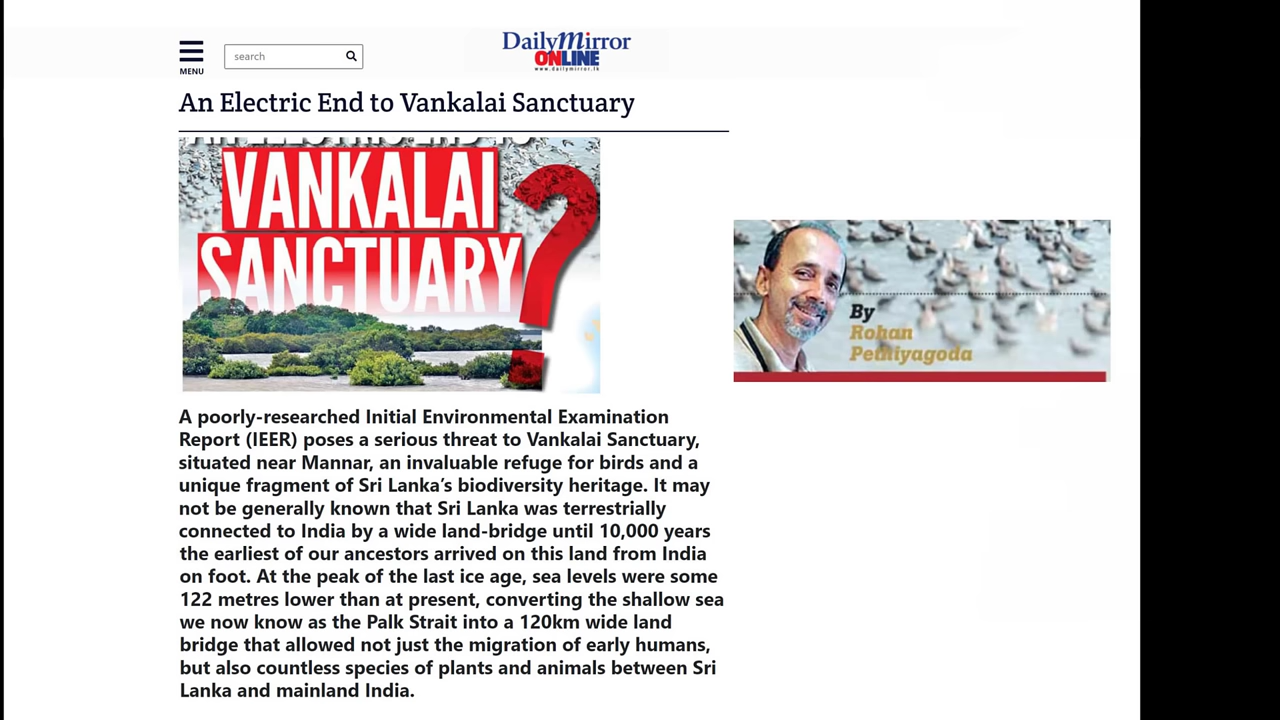 MENU
search
DailyMirror
ONLINE
www.dailymirror.lk
An Electric End to Vankalai Sanctuary
VANKALAI
SANCTUARY?
By
Rohan
Pethiyagoda
A poorly-researched Initial Environmental Examination
Report (IEER) poses a serious threat to Vankalai Sanctuary,
situated near Mannar, an invaluable refuge for birds and a
unique fragment of Sri Lanka’s biodiversity heritage. It may
not be generally known that Sri Lanka was terrestrially
connected to India by a wide land-bridge until 10,000 years
the earliest of our ancestors arrived on this land from India
on foot. At the peak of the last ice age, sea levels were some
122 metres lower than at present, converting the shallow sea
we now know as the Palk Strait into a 120km wide land
bridge that allowed not just the migration of early humans,
but also countless species of plants and animals between Sri
Lanka and mainland India.